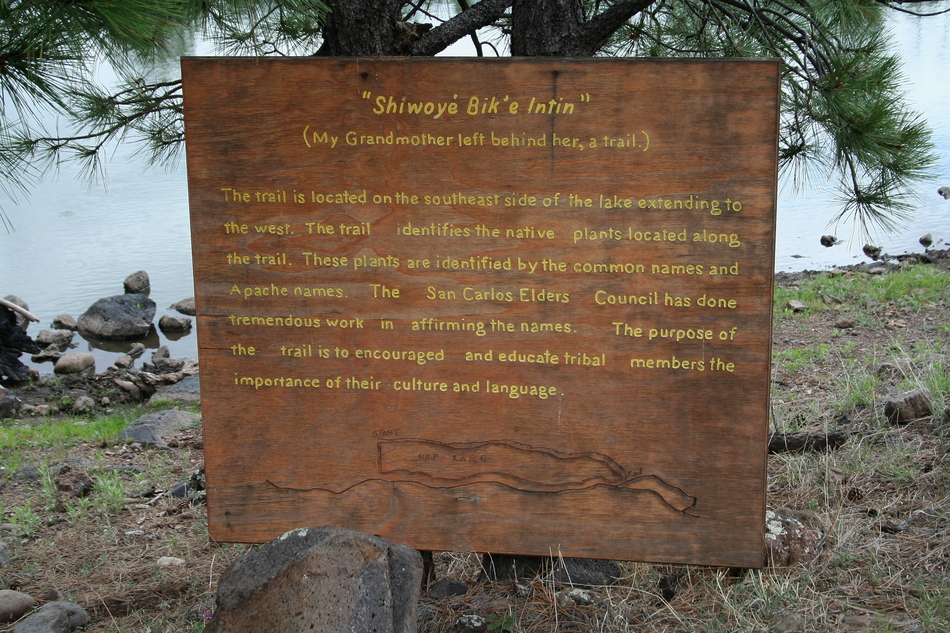 "Shiwoyé Bik'e Intin"
(My Grandmother left behind her, a trail.)
The trail is located on the southeast side of the lake extending to
the west. The trail identifies the native plants located along
the trail. These plants are identified by the common names and
Apache names. The San Carlos Elders Council has done
tremendous work in affirming the names. The purpose of
the trail is to encouraged and educate tribal members the
importance of their culture and language.